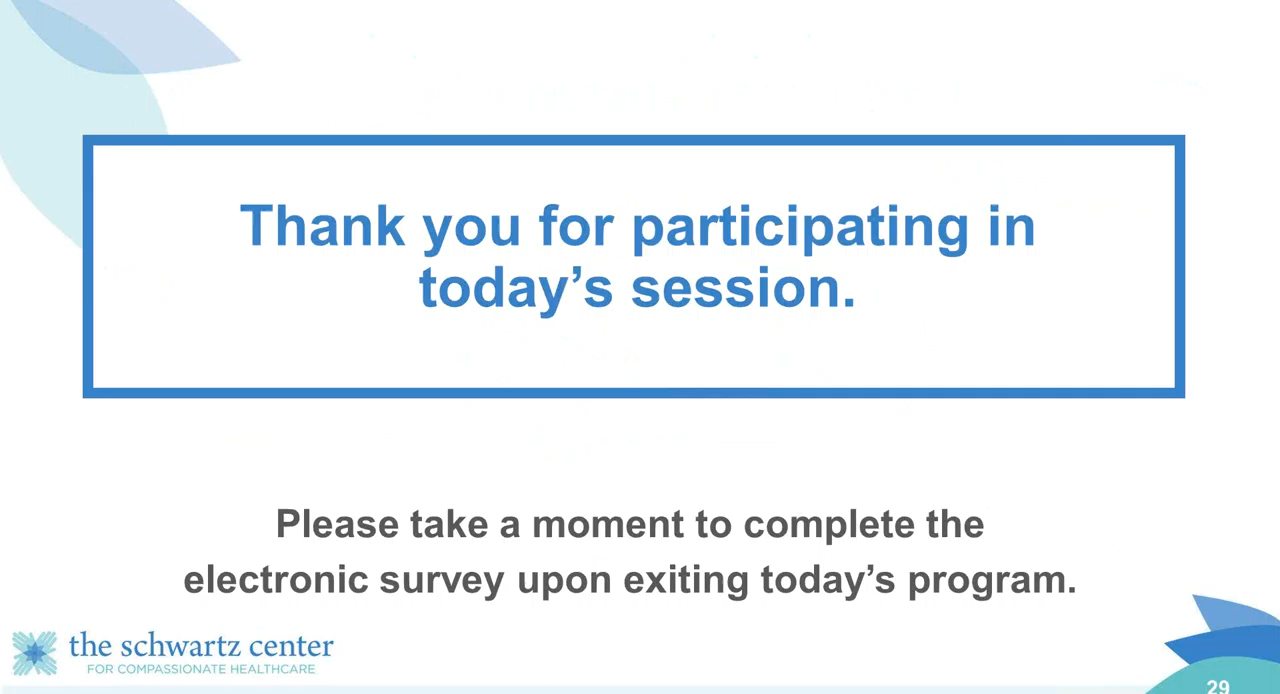 Thank you for participating in
today’s session.
Please take a moment to complete the
electronic survey upon exiting today’s program.
the schwartz center
FOR COMPASSIONATE HEALTHCARE
29